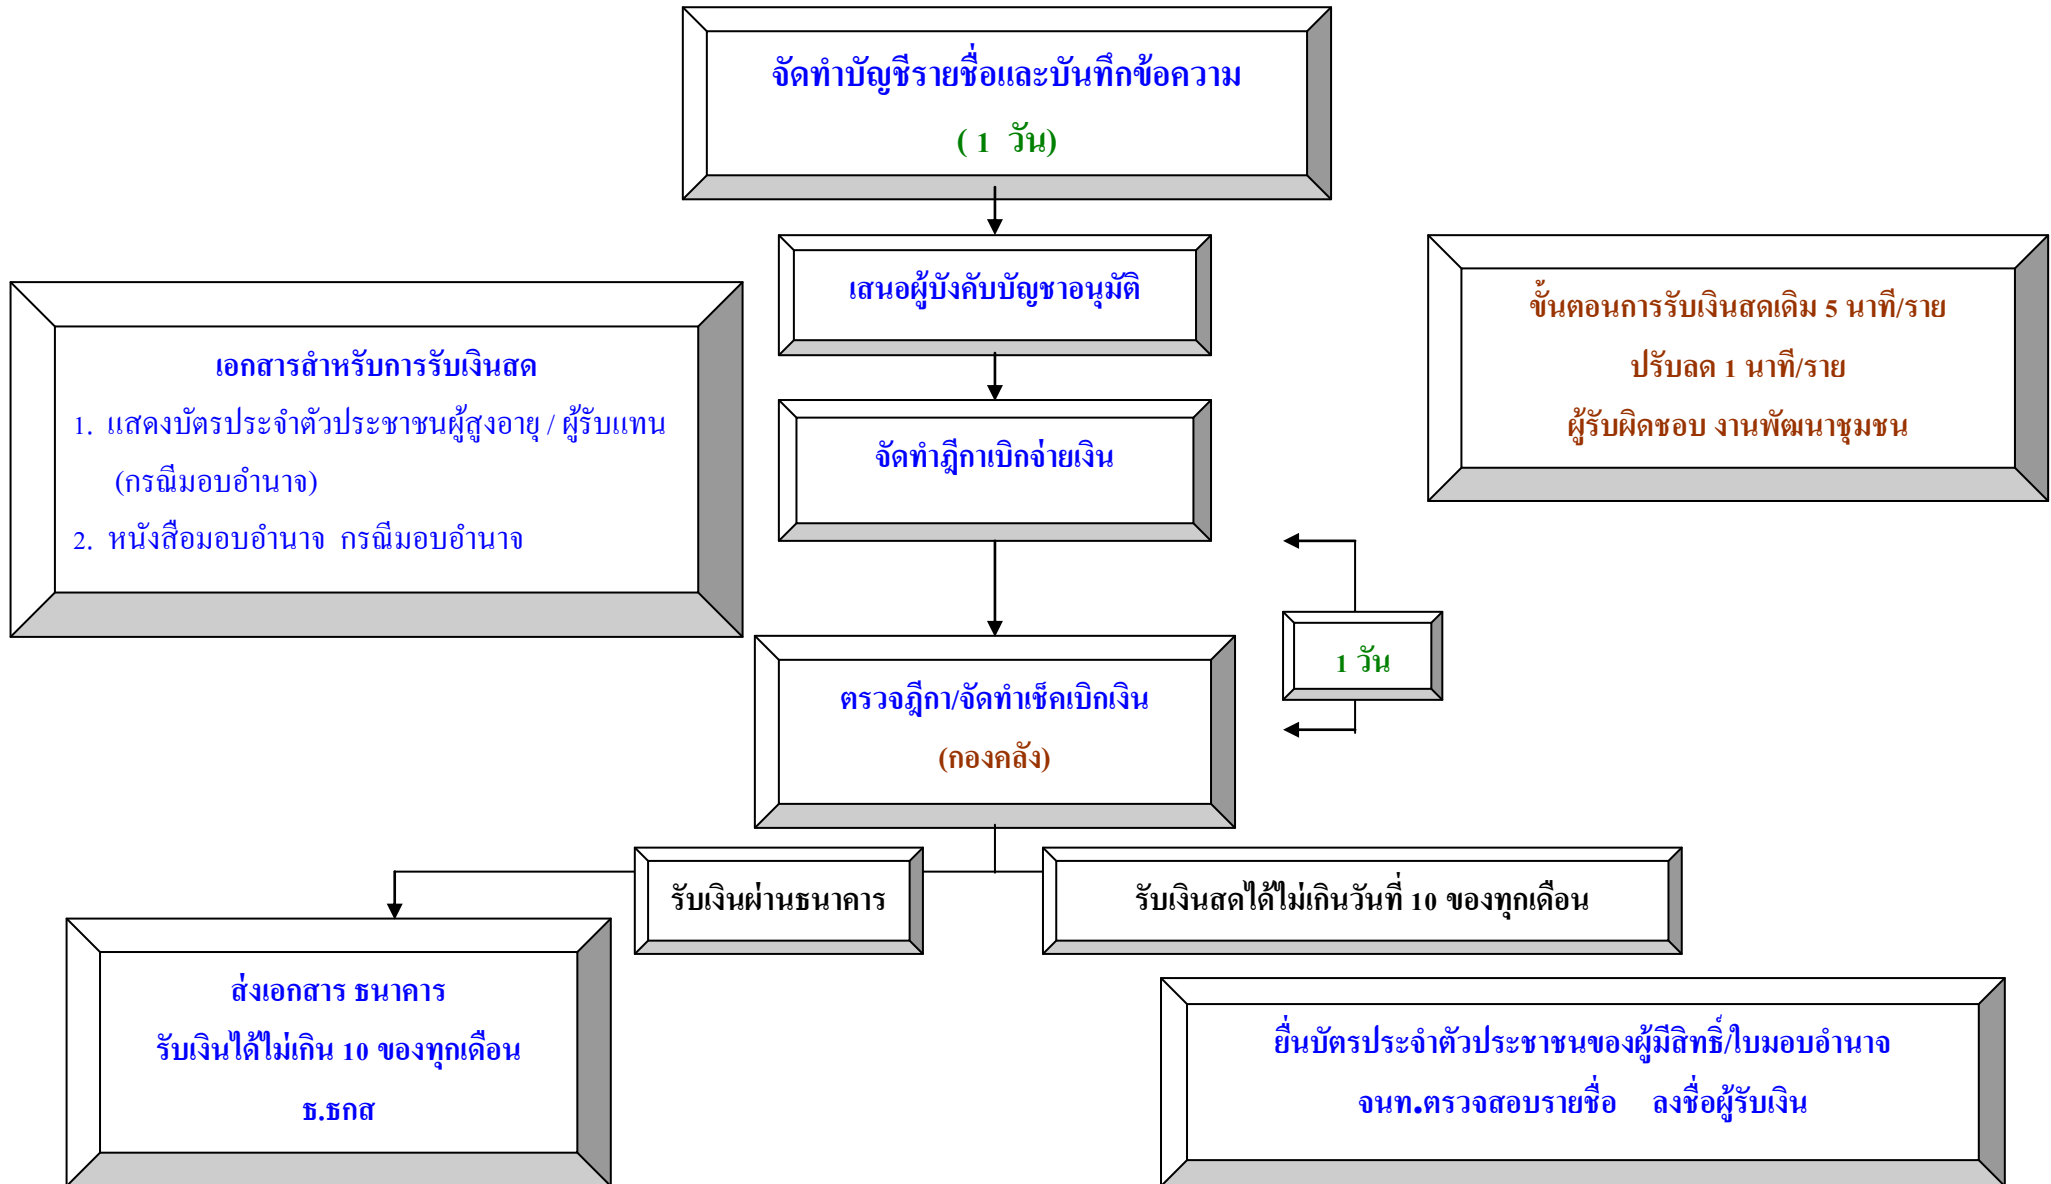 จัดทำบัญชีรายชื่อและบันทึกข้อความ
( 1 วัน)
เสนอผู้บังคับบัญชาอนุมัติ
ขั้นตอนการรับเงินสดเดิม 5 นาที/ราย
ปรับลด 1 นาที/ราย
ผู้รับผิดชอบ งานพัฒนาชุมชน
เอกสารสำหรับการรับเงินสด
1. แสดงบัตรประจำตัวประชาชนผู้สูงอายุ / ผู้รับแทน
(กรณีมอบอำนาจ)
2. หนังสือมอบอำนาจ กรณีมอบอำนาจ
จัดทำฎีกาเบิกจ่ายเงิน
1 วัน
ตรวจฎีกา/จัดทำเช็คเบิกเงิน
(กองคลัง)
รับเงินผ่านธนาคาร
รับเงินสดได้ไม่เกินวันที่ 10 ของทุกเดือน
ส่งเอกสาร ธนาคาร
รับเงินได้ไม่เกิน 10 ของทุกเดือน
ธ.ธกส
ยื่นบัตรประจำตัวประชาชนของผู้มีสิทธิ์/ใบมอบอำนาจ
จนท.ตรวจสอบรายชื่อ ลงชื่อผู้รับเงิน